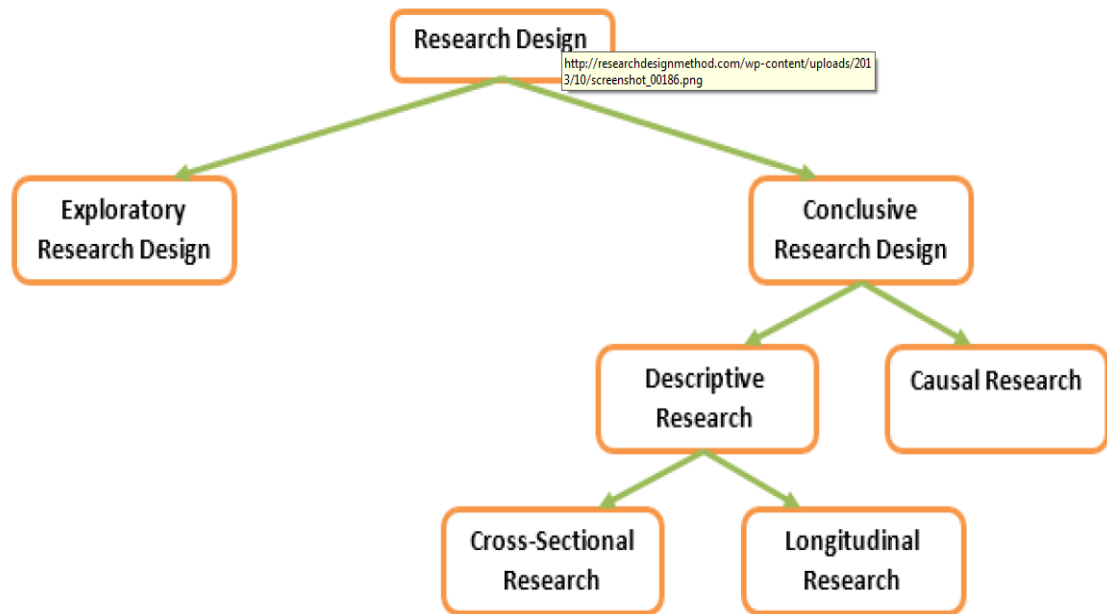 Research Design
http://researchdesignmethod.com/wp-content/uploads/201
3/10/screenshot_00186.png
Exploratory
Research Design
Conclusive
Research Design
Descriptive
Research
Causal Research
Cross-Sectional
Research
Longitudinal
Research